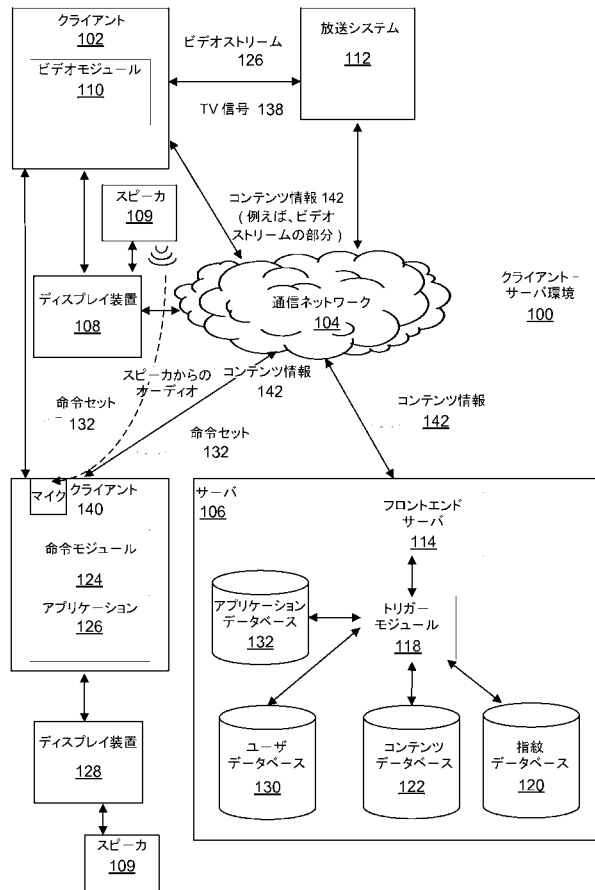 クライアント
102
ビデオモジュール
110
ビデオストリーム
126
TV 信号 138
放送システム
112
スピーカ
109
コンテンツ情報 142
( 例えば、ビデオ
ストリームの部分 )
ディスプレイ装置
108
通信ネットワーク
104
クライアント-
サーバ環境
100
スピーカからの
オーディオ
コンテンツ情報
142
コンテンツ情報
142
命令セット
132
命令セット
132
マイク
クライアント
140
命令モジュール
124
アプリケーション
126
サーバ
106
フロントエンド
サーバ
114
アプリケーション
データベース
132
トリガー
モジュール
118
ユーザ
データベース
130
コンテンツ
データベース
122
指紋
データベース
120
ディスプレイ装置
128
スピーカ
109